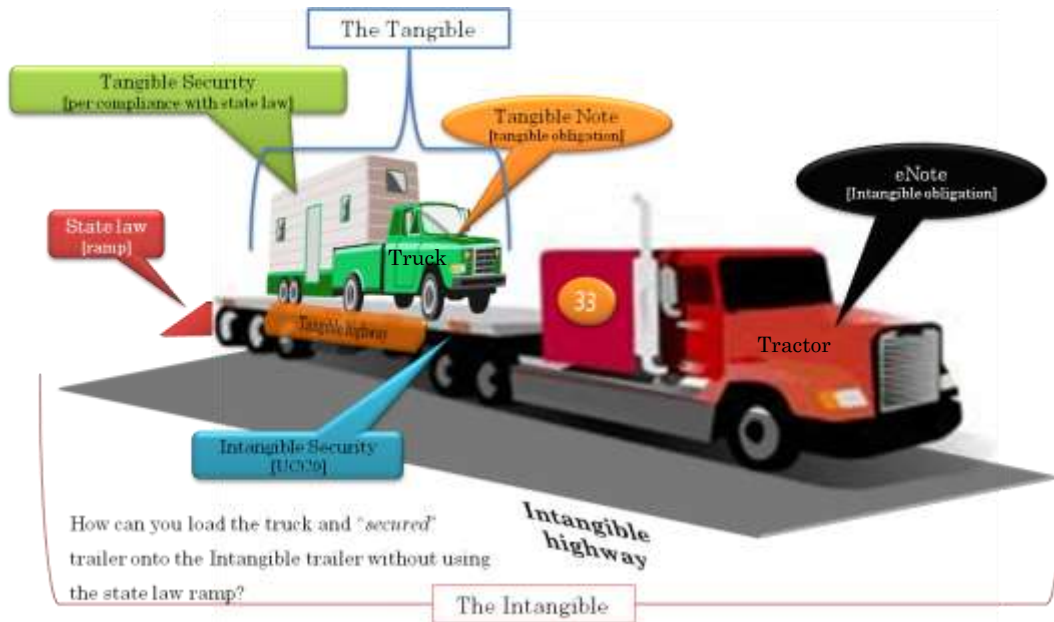 The Tangible
Tangible Security
[per compliance with state law]
Tangible Note
[tangible obligation]
eNote
[Intangible obligation]
State law
[ramp]
Truck
33
Tangible highway
Tractor
Intangible Security
[UCC9]
Intangible
highway
How can you load the truck and “secured”
trailer onto the Intangible trailer without using
the state law ramp?
The Intangible